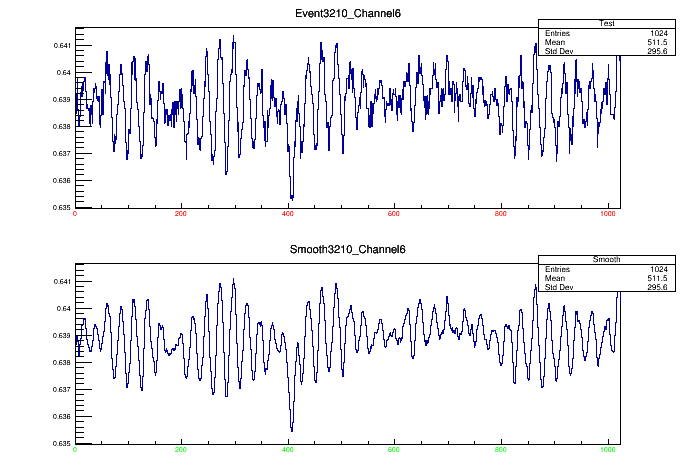 Event3210_Channel6
Test
Entries 1024
Mean 511.5
Std Dev 295.6
0.641
0.64
0.639
0.638
0.637
0.636
0.635
0 200 400 600 800 1000
Smooth3210_Channel6
Smooth
Entries 1024
Mean 511.5
Std Dev 295.6
0.641
0.64
0.639
0.638
0.637
0.636
0.635
0 200 400 600 800 1000